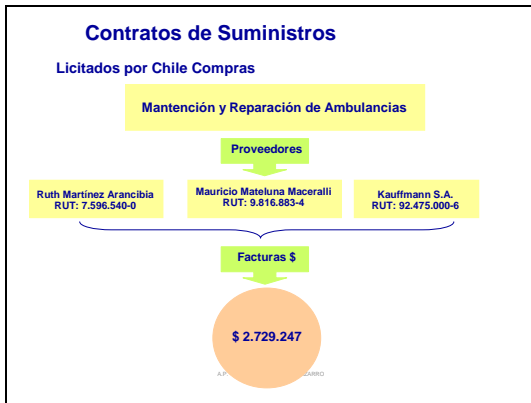 Contratos de Suministros
Licitados por Chile Compras
Mantención y Reparación de Ambulancias
Proveedores
Ruth Martínez Arancibia
RUT: 7.596.540-0
Mauricio Mateluna Maceralli
RUT: 9.816.883-4
Kauffmann S.A.
RUT: 92.475.000-6
Facturas $
$ 2.729.247